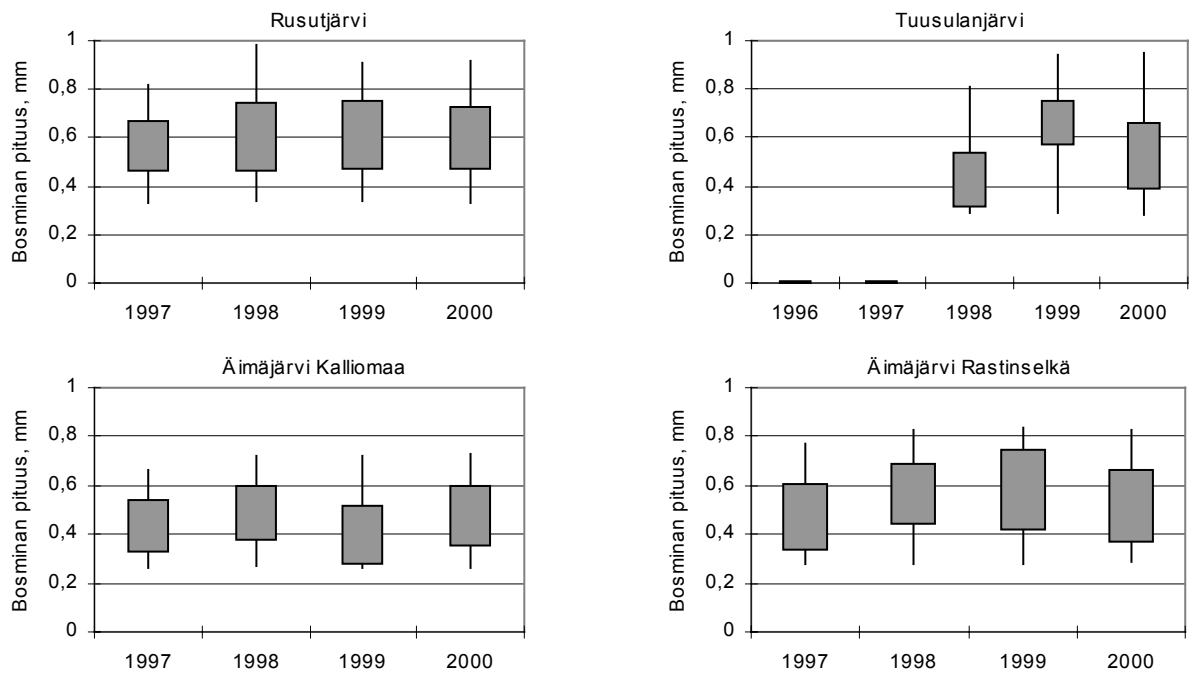 Rusutjärvi
Bosminan pituus, mm
1
0,8
0,6
0,4
0,2
0
1997 1998 1999 2000
Tuusulanjärvi
Bosminan pituus, mm
1
0,8
0,6
0,4
0,2
0
1996 1997 1998 1999 2000
Äimäjärvi Kalliomaa
Bosminan pituus, mm
1
0,8
0,6
0,4
0,2
0
1997 1998 1999 2000
Äimäjärvi Rastinselkä
Bosminan pituus, mm
1
0,8
0,6
0,4
0,2
0
1997 1998 1999 2000